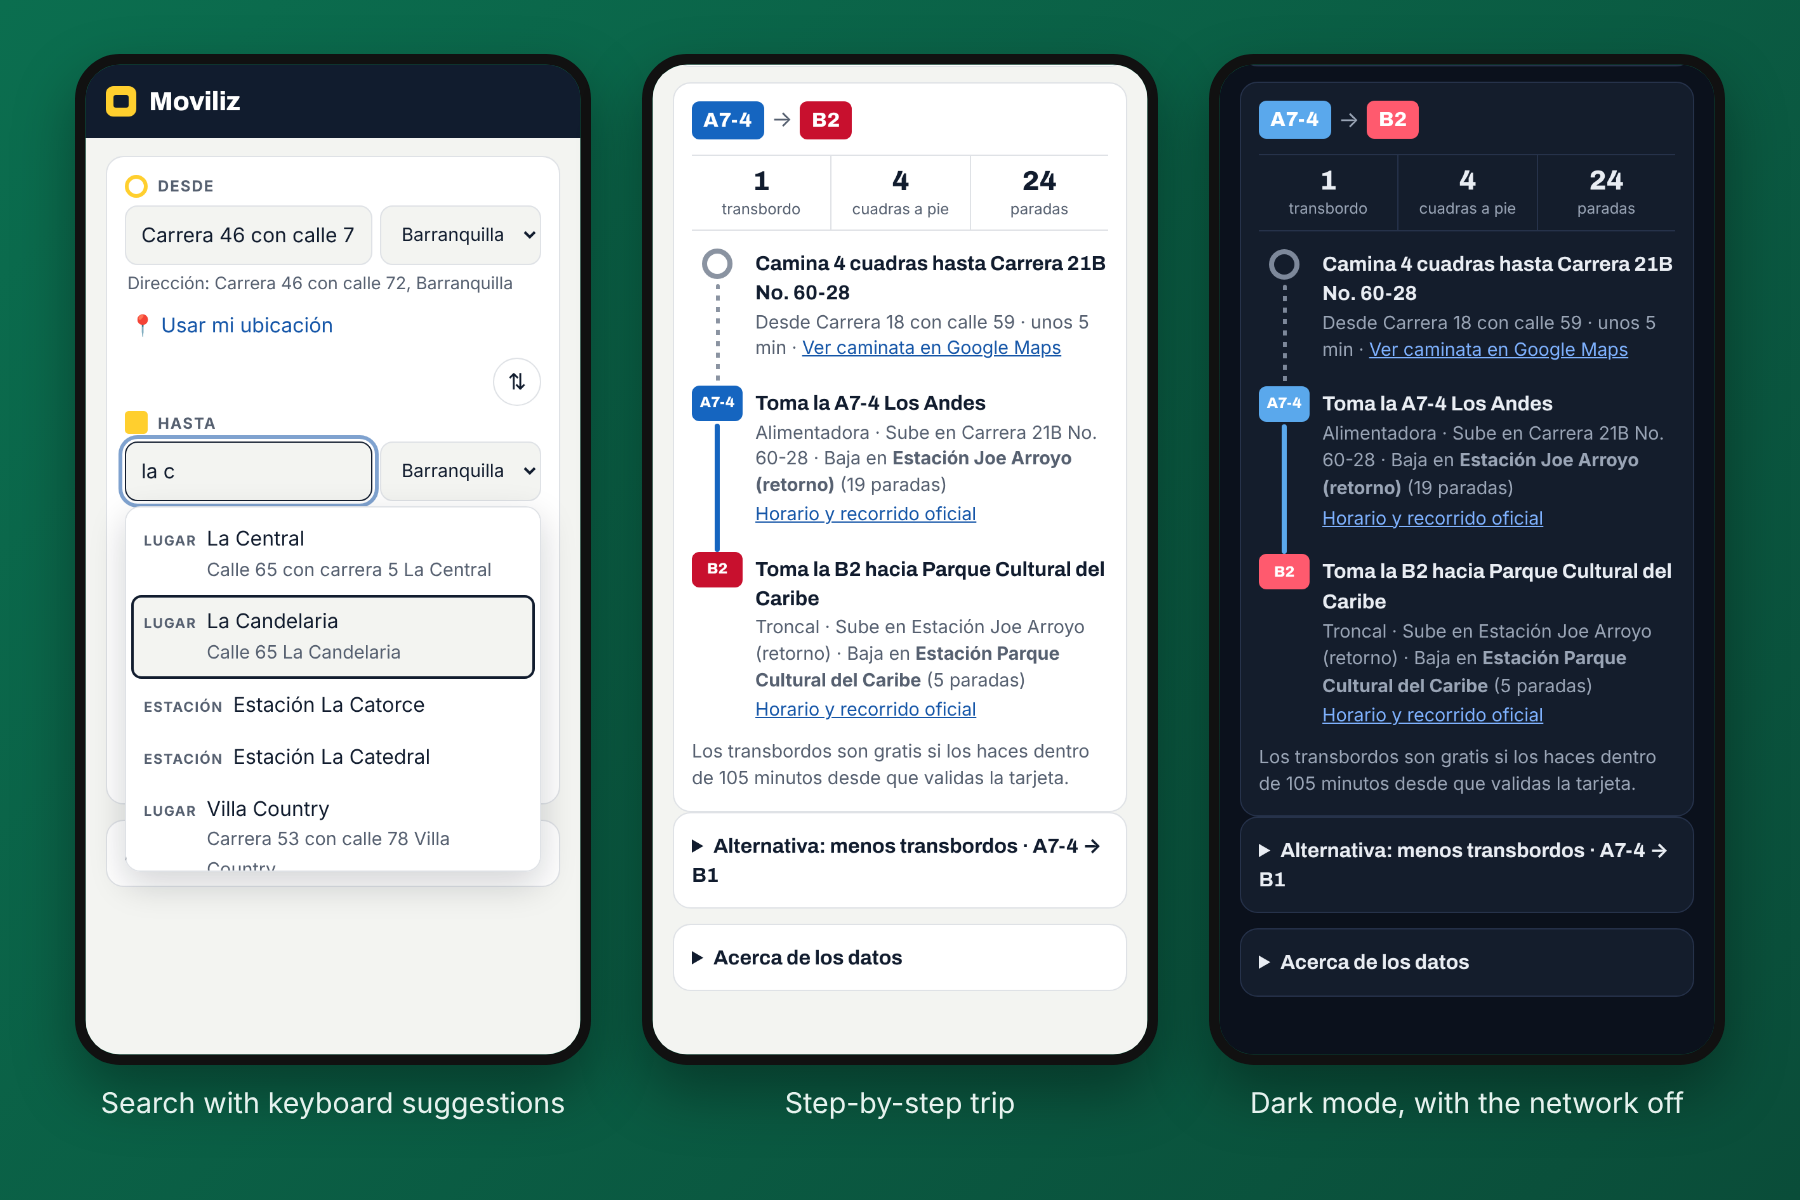 Moviliz
DESDE
Carrera 46 con calle 7
Barranquilla
Dirección: Carrera 46 con calle 72, Barranquilla
Usar mi ubicación
HASTA
la c
Barranquilla
LUGAR La Central
Calle 65 con carrera 5 La Central
LUGAR La Candelaria
Calle 65 La Candelaria
ESTACIÓN Estación La Catorce
ESTACIÓN Estación La Catedral
LUGAR Villa Country
Carrera 53 con calle 78 Villa
Country
Search with keyboard suggestions
A7-4 → B2
1 4 24
transbordo cuadras a pie paradas
Camina 4 cuadras hasta Carrera 21B
No. 60-28
Desde Carrera 18 con calle 59 · unos 5
min · Ver caminata en Google Maps
A7-4 Toma la A7-4 Los Andes
Alimentadora · Sube en Carrera 21B No.
60-28 · Baja en Estación Joe Arroyo
(retorno) (19 paradas)
Horario y recorrido oficial
B2 Toma la B2 hacia Parque Cultural del
Caribe
Troncal · Sube en Estación Joe Arroyo
(retorno) · Baja en Estación Parque
Cultural del Caribe (5 paradas)
Horario y recorrido oficial
Los transbordos son gratis si los haces dentro
de 105 minutos desde que validas la tarjeta.
Alternativa: menos transbordos · A7-4 →
B1
Acerca de los datos
Step-by-step trip
A7-4 → B2
1 4 24
transbordo cuadras a pie paradas
Camina 4 cuadras hasta Carrera 21B
No. 60-28
Desde Carrera 18 con calle 59 · unos 5
min · Ver caminata en Google Maps
A7-4 Toma la A7-4 Los Andes
Alimentadora · Sube en Carrera 21B No.
60-28 · Baja en Estación Joe Arroyo
(retorno) (19 paradas)
Horario y recorrido oficial
B2 Toma la B2 hacia Parque Cultural del
Caribe
Troncal · Sube en Estación Joe Arroyo
(retorno) · Baja en Estación Parque
Cultural del Caribe (5 paradas)
Horario y recorrido oficial
Los transbordos son gratis si los haces dentro
de 105 minutos desde que validas la tarjeta.
Alternativa: menos transbordos · A7-4 →
B1
Acerca de los datos
Dark mode, with the network off